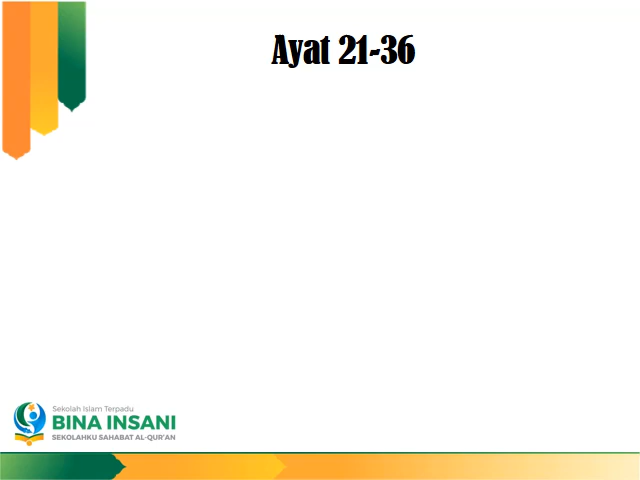 Ayat 21-36
Sekolah Islam Terpadu
BINA INSANI
SEKOLAHKU SAHABAT AL-QUR'AN